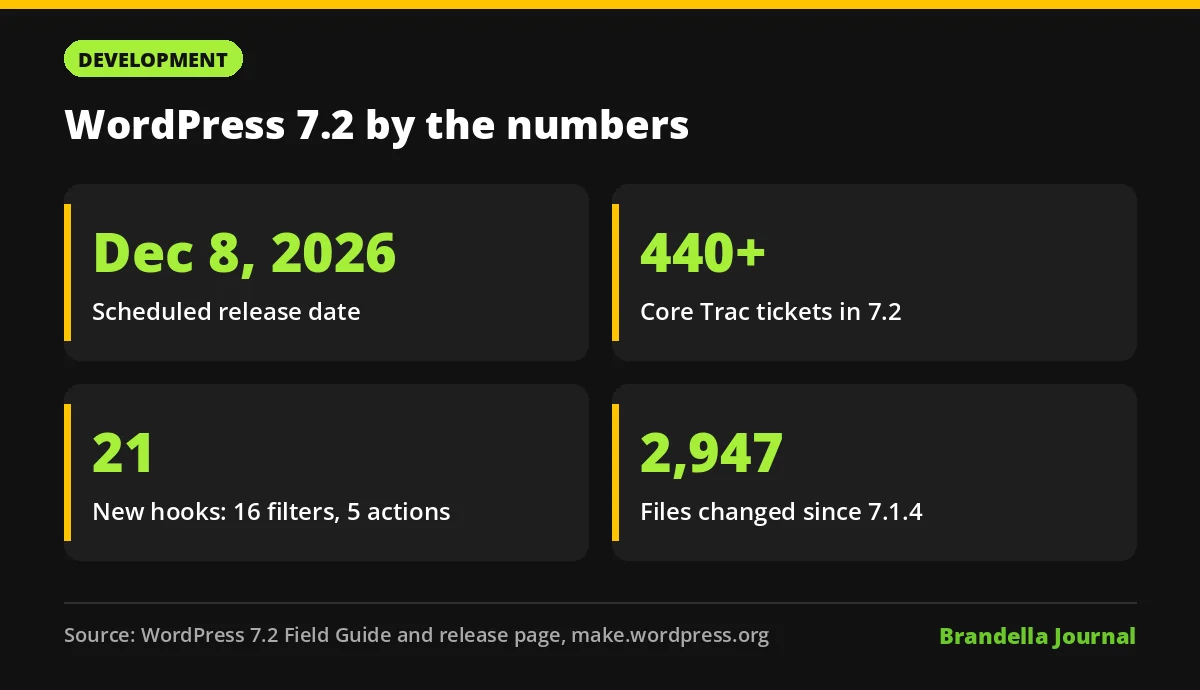 DEVELOPMENT
WordPress 7.2 by the numbers
Dec 8, 2026
Scheduled release date
440+
Core Trac tickets in 7.2
21
New hooks: 16 filters, 5 actions
2,947
Files changed since 7.1.4
Source: WordPress 7.2 Field Guide and release page, make.wordpress.org
Brandella Journal